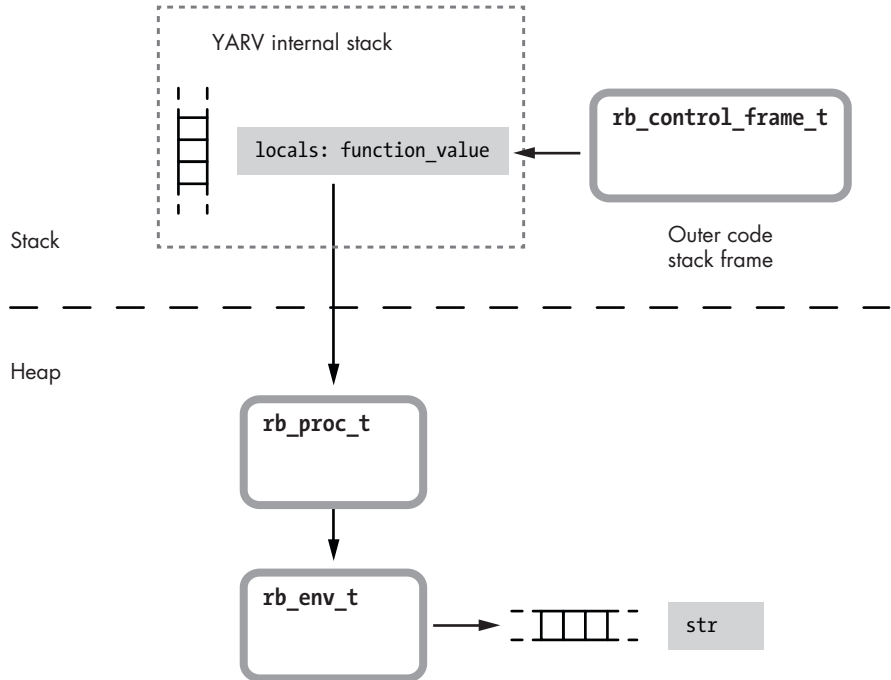 YARV internal stack
rb_control_frame_t
locals: function_value
Outer code
stack frame
Stack
Heap
rb_proc_t
rb_env_t
str